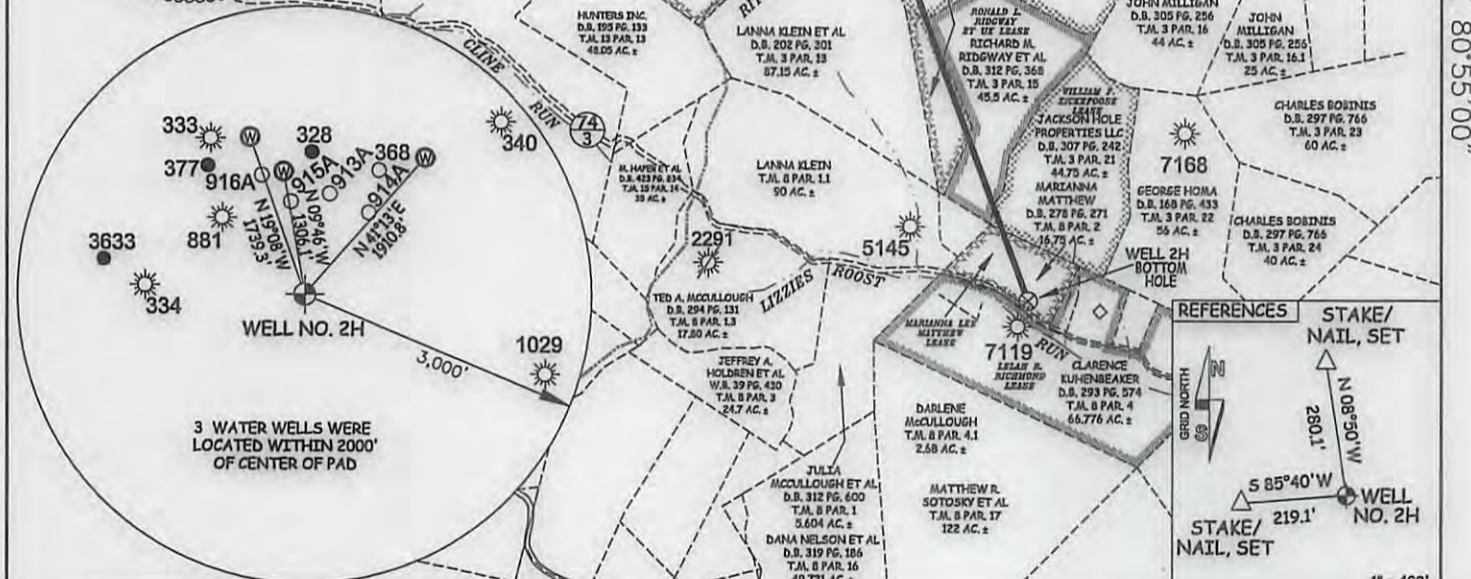 HUNTERS INC.
D.B. 195 PG. 133
T.M. 13 PAR. 13
48.05 AC. ±
LANNA KLEIN ET AL
D.B. 202 PG. 301
T.M. 3 PAR. 13
87.15 AC. ±
RONALD L.
RIDGWAY
ET UX LEASE
RICHARD M.
RIDGWAY ET AL
D.B. 312 PG. 368
T.M. 3 PAR. 15
45.5 AC. ±
JOHN MILLIGAN
D.B. 305 PG. 256
T.M. 3 PAR. 16
44 AC. ±
JOHN
MILLIGAN
D.B. 305 PG. 256
T.M. 3 PAR. 16.1
25 AC. ±
80°55'00"
CLINE
RUN
74
3
333
W
328
340
377
916A
W
915A
913A
368
W
914A
881
N 19°08'W
1739.3'
N 09°46'W
1306.1'
N 41°13'E
1910.8'
3633
334
WELL NO. 2H
3,000'
1029
3 WATER WELLS WERE
LOCATED WITHIN 2000'
OF CENTER OF PAD
M. HAFER ET AL
D.B. 423 PG. 834
LANNA KLEIN
T.M. 8 PAR. 1.1
90 AC. ±
WILLIAM F.
ZICKEFOOSE
LEASE
JACKSON HOLE
PROPERTIES LLC
D.B. 307 PG. 242
T.M. 3 PAR. 21
44.75 AC. ±
MARIANNA
MATTHEW
D.B. 278 PG. 271
T.M. 8 PAR. 2
16.75 AC. ±
7168
GEORGE HOMA
D.B. 168 PG. 433
T.M. 3 PAR. 22
56 AC. ±
CHARLES BOBINIS
D.B. 297 PG. 766
T.M. 3 PAR. 23
60 AC. ±
CHARLES BOBINIS
D.B. 297 PG. 766
T.M. 3 PAR. 24
40 AC. ±
2291
5145
LIZZIES
ROOST
RUN
WELL 2H
BOTTOM
HOLE
TED A. MCCULLOUGH
D.B. 294 PG. 131
T.M. 8 PAR. 1.3
17.80 AC. ±
MARIANNA LEE
MATTHEW
LEASE
7119
LELAH R.
RICHMOND
LEASE
CLARENCE
KUHENBEAKER
D.B. 293 PG. 574
T.M. 8 PAR. 4
66.776 AC. ±
JEFFREY A.
HOLDREN ET AL
W.B. 39 PG. 430
T.M. 8 PAR. 3
24.7 AC. ±
DARLENE
McCULLOUGH
T.M. 8 PAR. 4.1
2.68 AC. ±
JULIA
MCCULLOUGH ET AL
D.B. 312 PG. 600
T.M. 8 PAR. 1
5.604 AC. ±
DANA NELSON ET AL
D.B. 319 PG. 186
T.M. 8 PAR. 16
MATTHEW R.
SOTOSKY ET AL
T.M. 8 PAR. 17
122 AC. ±
REFERENCES
STAKE/
NAIL, SET
GRID NORTH
N
S
N 08°50'W
280.1'
S 85°40'W
219.1'
WELL
NO. 2H
STAKE/
NAIL, SET